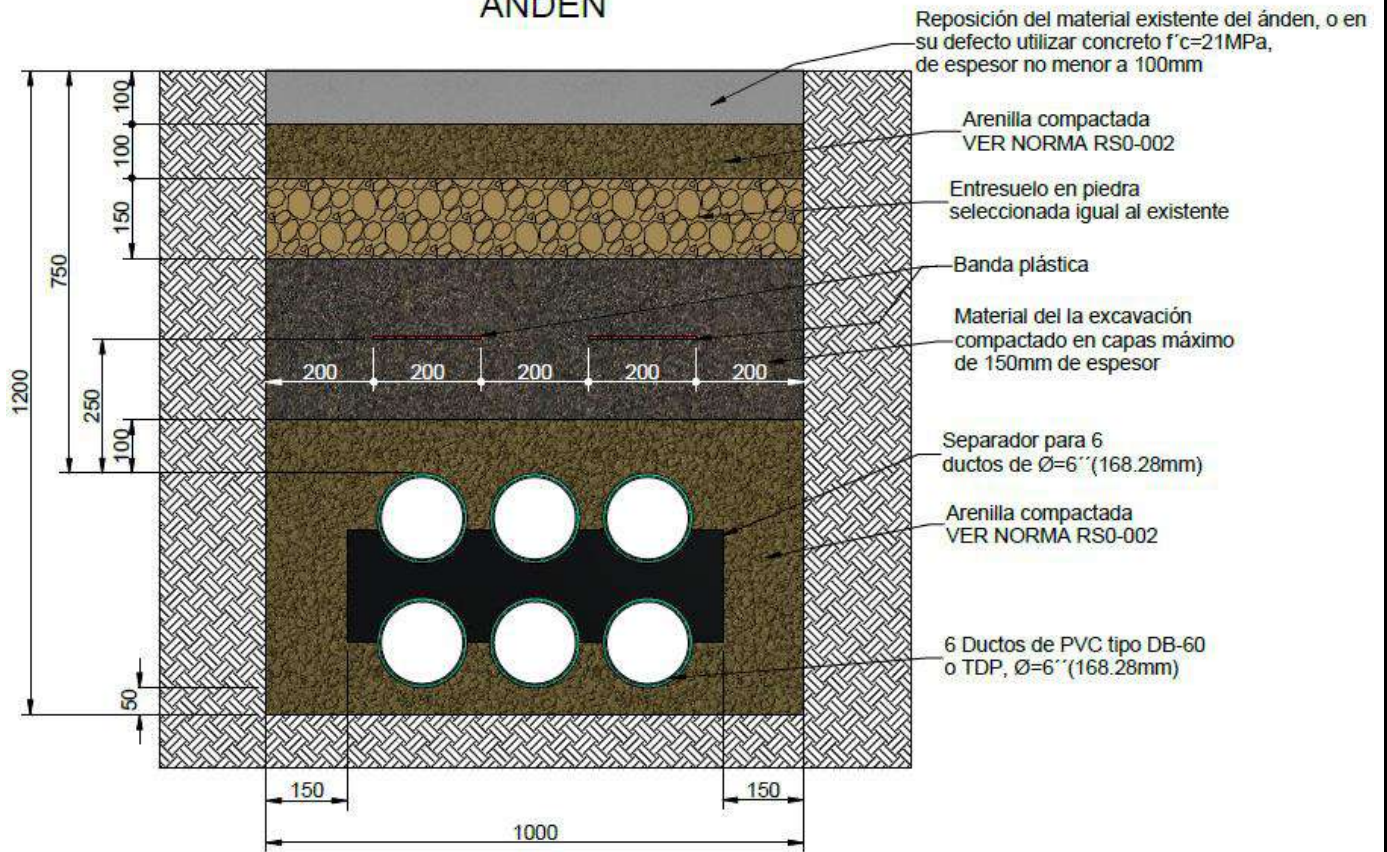 ANDEN
Reposición del material existente del ánden, o en
su defecto utilizar concreto f´c=21MPa,
de espesor no menor a 100mm
Arenilla compactada
VER NORMA RS0-002
Entresuelo en piedra
seleccionada igual al existente
Banda plástica
Material del la excavación
compactado en capas máximo
de 150mm de espesor
Separador para 6
ductos de Ø=6´´(168.28mm)
Arenilla compactada
VER NORMA RS0-002
6 Ductos de PVC tipo DB-60
o TDP, Ø=6´´(168.28mm)
1200
750
100
100
150
250
100
50
200
200
200
200
200
150
150
1000